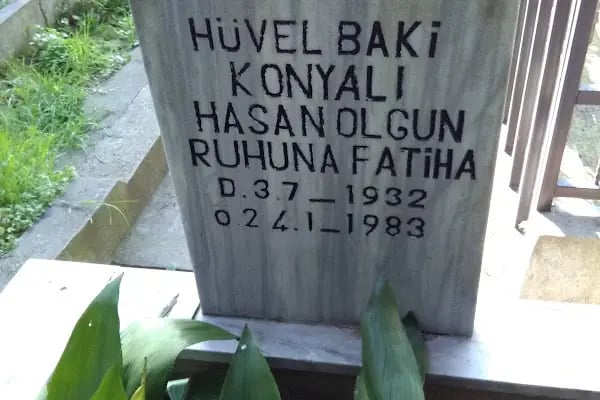 HÜVEL BAKİ
KONYALI
HASAN OLGUN
RUHUNA FATİHA
D.3.7_1932
O.24.1_1983